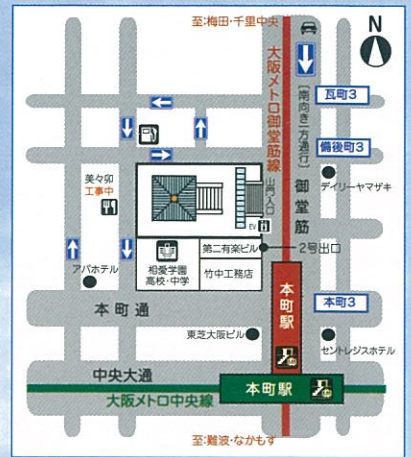 至:梅田・千里中央
N
大阪メトロ御堂筋線
〔南向き一方通行〕
御堂筋
瓦町3
備後町3
デイリーヤマザキ
山門入口
EV
美々卯
工事中
相愛学園
高校・中学
第二有楽ビル
竹中工務店
2号出口
アパホテル
本町通
本町駅
本町3
東芝大阪ビル
セントレジスホテル
中央大通
大阪メトロ中央線
本町駅
至:難波・なかもず